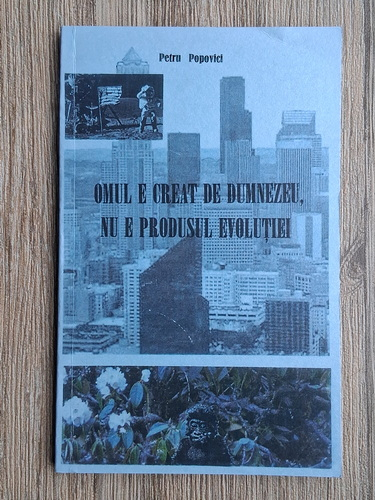 Petru Popovici
OMUL E CREAT DE DUMNEZEU,
NU E PRODUSUL EVOLUȚIEI